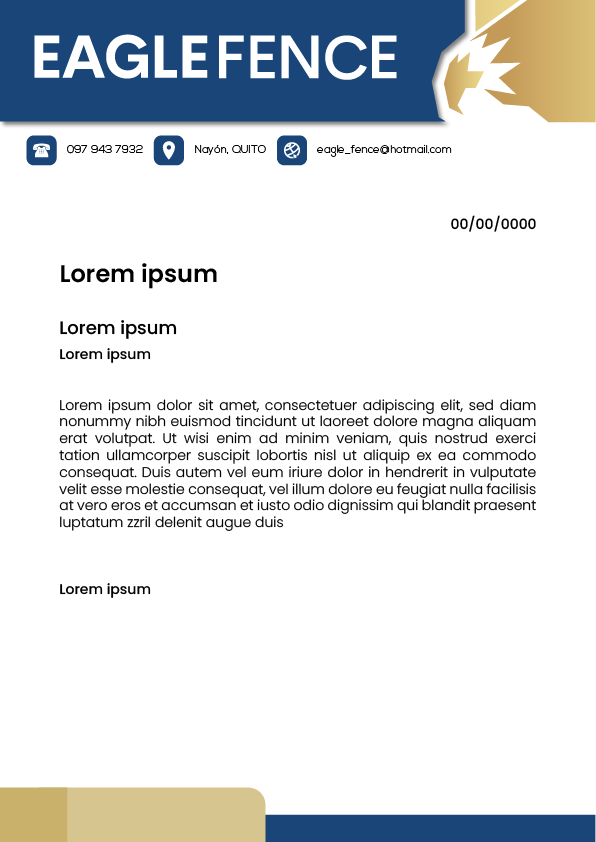 EAGLE FENCE
097 943 7932 Nayón, QUITO eagle_fence@hotmail.com
00/00/0000
Lorem ipsum
Lorem ipsum
Lorem ipsum
Lorem ipsum dolor sit amet, consectetuer adipiscing elit, sed diam
nonummy nibh euismod tincidunt ut laoreet dolore magna aliquam
erat volutpat. Ut wisi enim ad minim veniam, quis nostrud exerci
tation ullamcorper suscipit lobortis nisl ut aliquip ex ea commodo
consequat. Duis autem vel eum iriure dolor in hendrerit in vulputate
velit esse molestie consequat, vel illum dolore eu feugiat nulla facilisis
at vero eros et accumsan et iusto odio dignissim qui blandit praesent
luptatum zzril delenit augue duis
Lorem ipsum